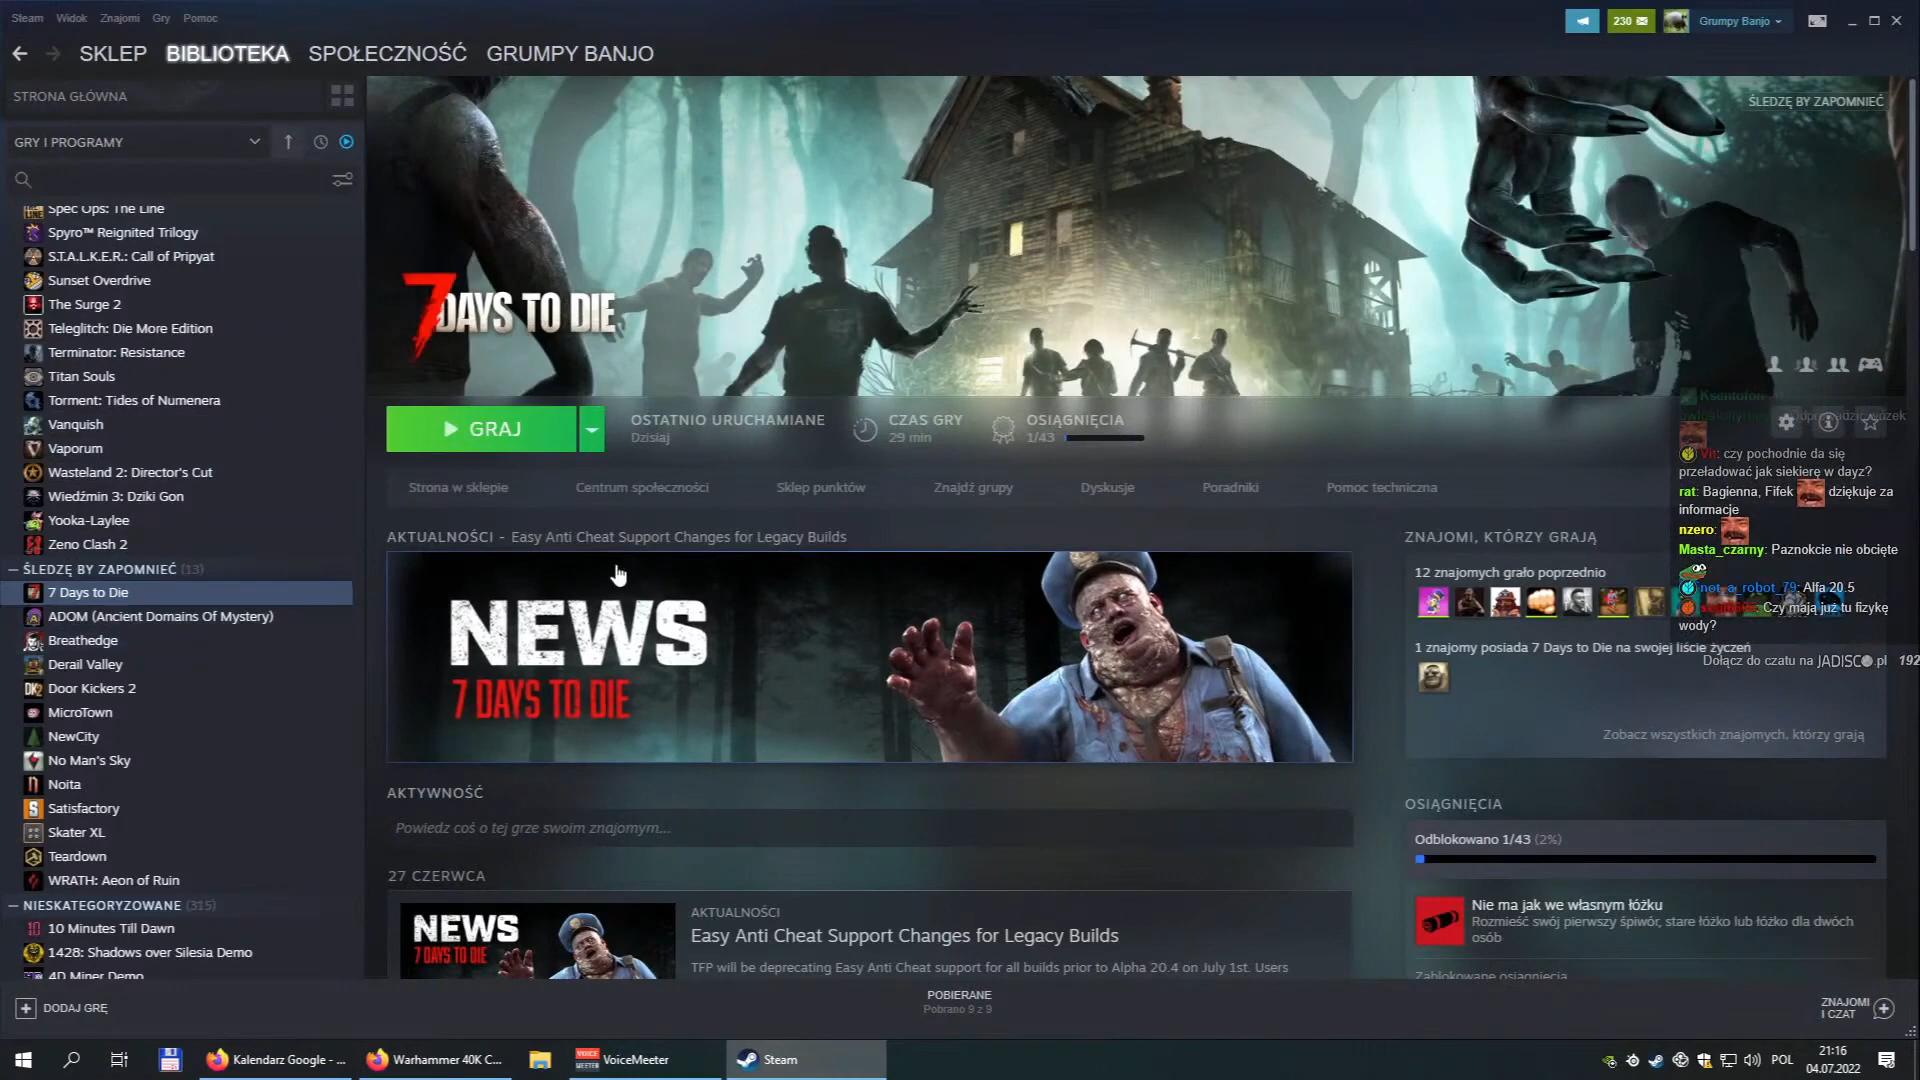 Steam Widok Znajomi Gry Pomoc
230
Grumpy Banjo
SKLEP BIBLIOTEKA SPOŁECZNOŚĆ GRUMPY BANJO
STRONA GŁÓWNA
GRY I PROGRAMY
Spec Ops: The Line
Spyro™ Reignited Trilogy
S.T.A.L.K.E.R.: Call of Pripyat
Sunset Overdrive
The Surge 2
Teleglitch: Die More Edition
Terminator: Resistance
Titan Souls
Torment: Tides of Numenera
Vanquish
Vaporum
Wasteland 2: Director's Cut
Wiedźmin 3: Dziki Gon
Yooka-Laylee
Zeno Clash 2
— ŚLEDZĘ BY ZAPOMNIEĆ (13)
7 Days to Die
ADOM (Ancient Domains Of Mystery)
Breathedge
Derail Valley
Door Kickers 2
MicroTown
NewCity
No Man's Sky
Noita
Satisfactory
Skater XL
Teardown
WRATH: Aeon of Ruin
— NIESKATEGORYZOWANE (315)
10 Minutes Till Dawn
1428: Shadows over Silesia Demo
4D Miner Demo
DODAJ GRĘ
ŚLEDZĘ BY ZAPOMNIEĆ
7 DAYS TO DIE
GRAJ
OSTATNIO URUCHAMIANE
Dzisiaj
CZAS GRY
29 min
OSIĄGNIĘCIA
1/43
Strona w sklepie
Centrum społeczności
Sklep punktów
Znajdź grupy
Dyskusje
Poradniki
Pomoc techniczna
AKTUALNOŚCI - Easy Anti Cheat Support Changes for Legacy Builds
NEWS
7 DAYS TO DIE
AKTYWNOŚĆ
Powiedz coś o tej grze swoim znajomym...
27 CZERWCA
NEWS
7 DAYS TO DIE
AKTUALNOŚCI
Easy Anti Cheat Support Changes for Legacy Builds
TFP will be deprecating Easy Anti Cheat support for all builds prior to Alpha 20.4 on July 1st. Users
Ksentofon
Vit: czy pochodnie da się
przeładować jak siekierę w dayz?
rat: Bagienna, Fifek dziękuje za
informacje
nzero:
Masta_czarny: Paznokcie nie obcięte
not_a_robot_79: Alfa 20.5
Czy mają już tu fizykę
wody?
Dołącz do czatu na JADISCO.pl 192
ZNAJOMI, KTÓRZY GRAJĄ
12 znajomych grało poprzednio
1 znajomy posiada 7 Days to Die na swojej liście życzeń
Zobacz wszystkich znajomych, którzy grają
OSIĄGNIĘCIA
Odblokowano 1/43 (2%)
Nie ma jak we własnym łóżku
Rozmieść swój pierwszy śpiwór, stare łóżko lub łóżko dla dwóch
osób
Zablokowane osiągnięcia
POBIERANE
Pobrano 9 z 9
ZNAJOMI
I CZAT
Kalendarz Google - ...
Warhammer 40K C...
VOICE MEETER
VoiceMeeter
Steam
POL
21:16
04.07.2022